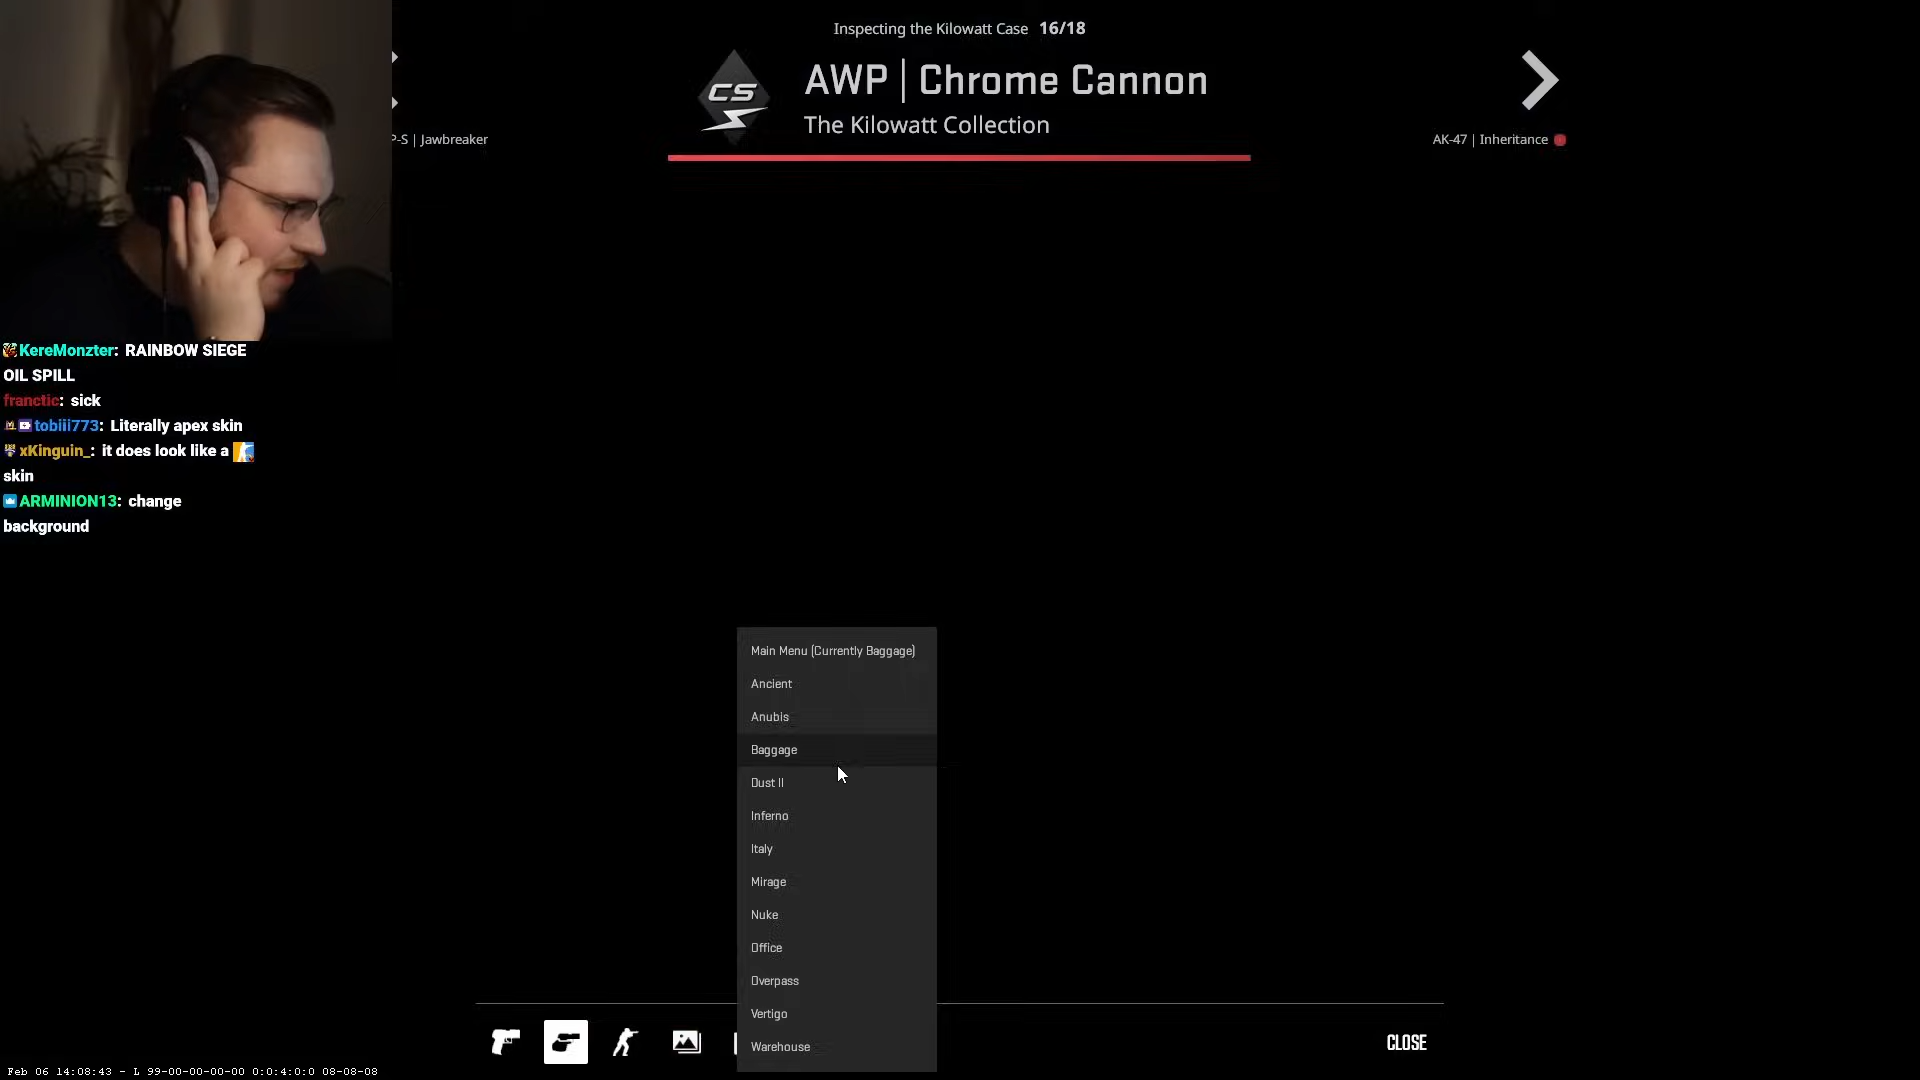 Inspecting the Kilowatt Case 16/18
CS
AWP | Chrome Cannon
The Kilowatt Collection
P-S | Jawbreaker
AK-47 | Inheritance
KereMonzter: RAINBOW SIEGE
OIL SPILL
franctic: sick
tobiii773: Literally apex skin
xKinguin_: it does look like a
skin
ARMINION13: change
background
Main Menu (Currently Baggage)
Ancient
Anubis
Baggage
Dust II
Inferno
Italy
Mirage
Nuke
Office
Overpass
Vertigo
Warehouse
CLOSE
Feb 06 14:08:43 - L 99-00-00-00-00 0:0:4:0:0 08-08-08